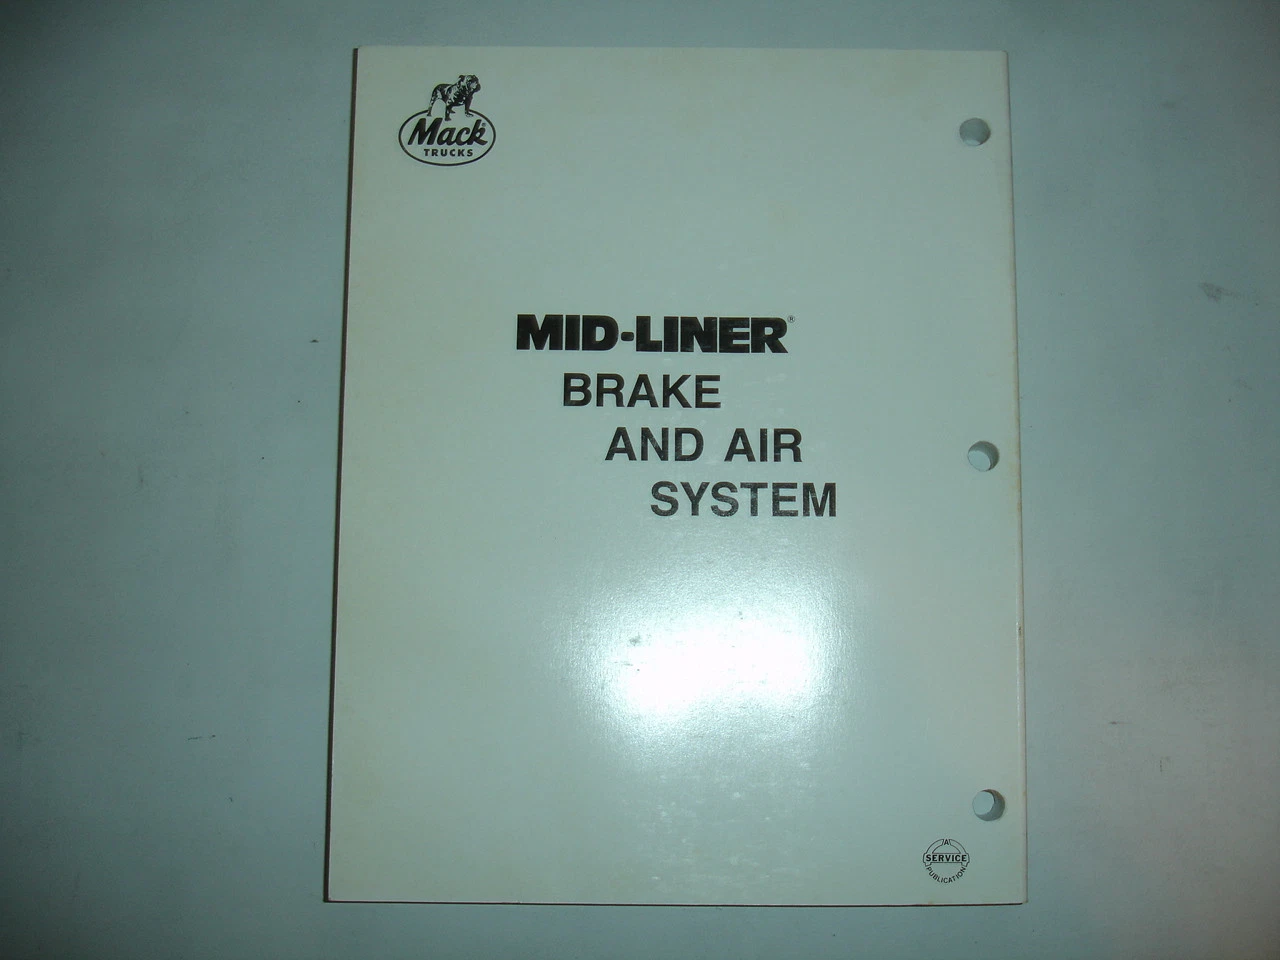 Mack®
TRUCKS
MID-LINER®
BRAKE
AND AIR
SYSTEM
A
SERVICE
PUBLICATION